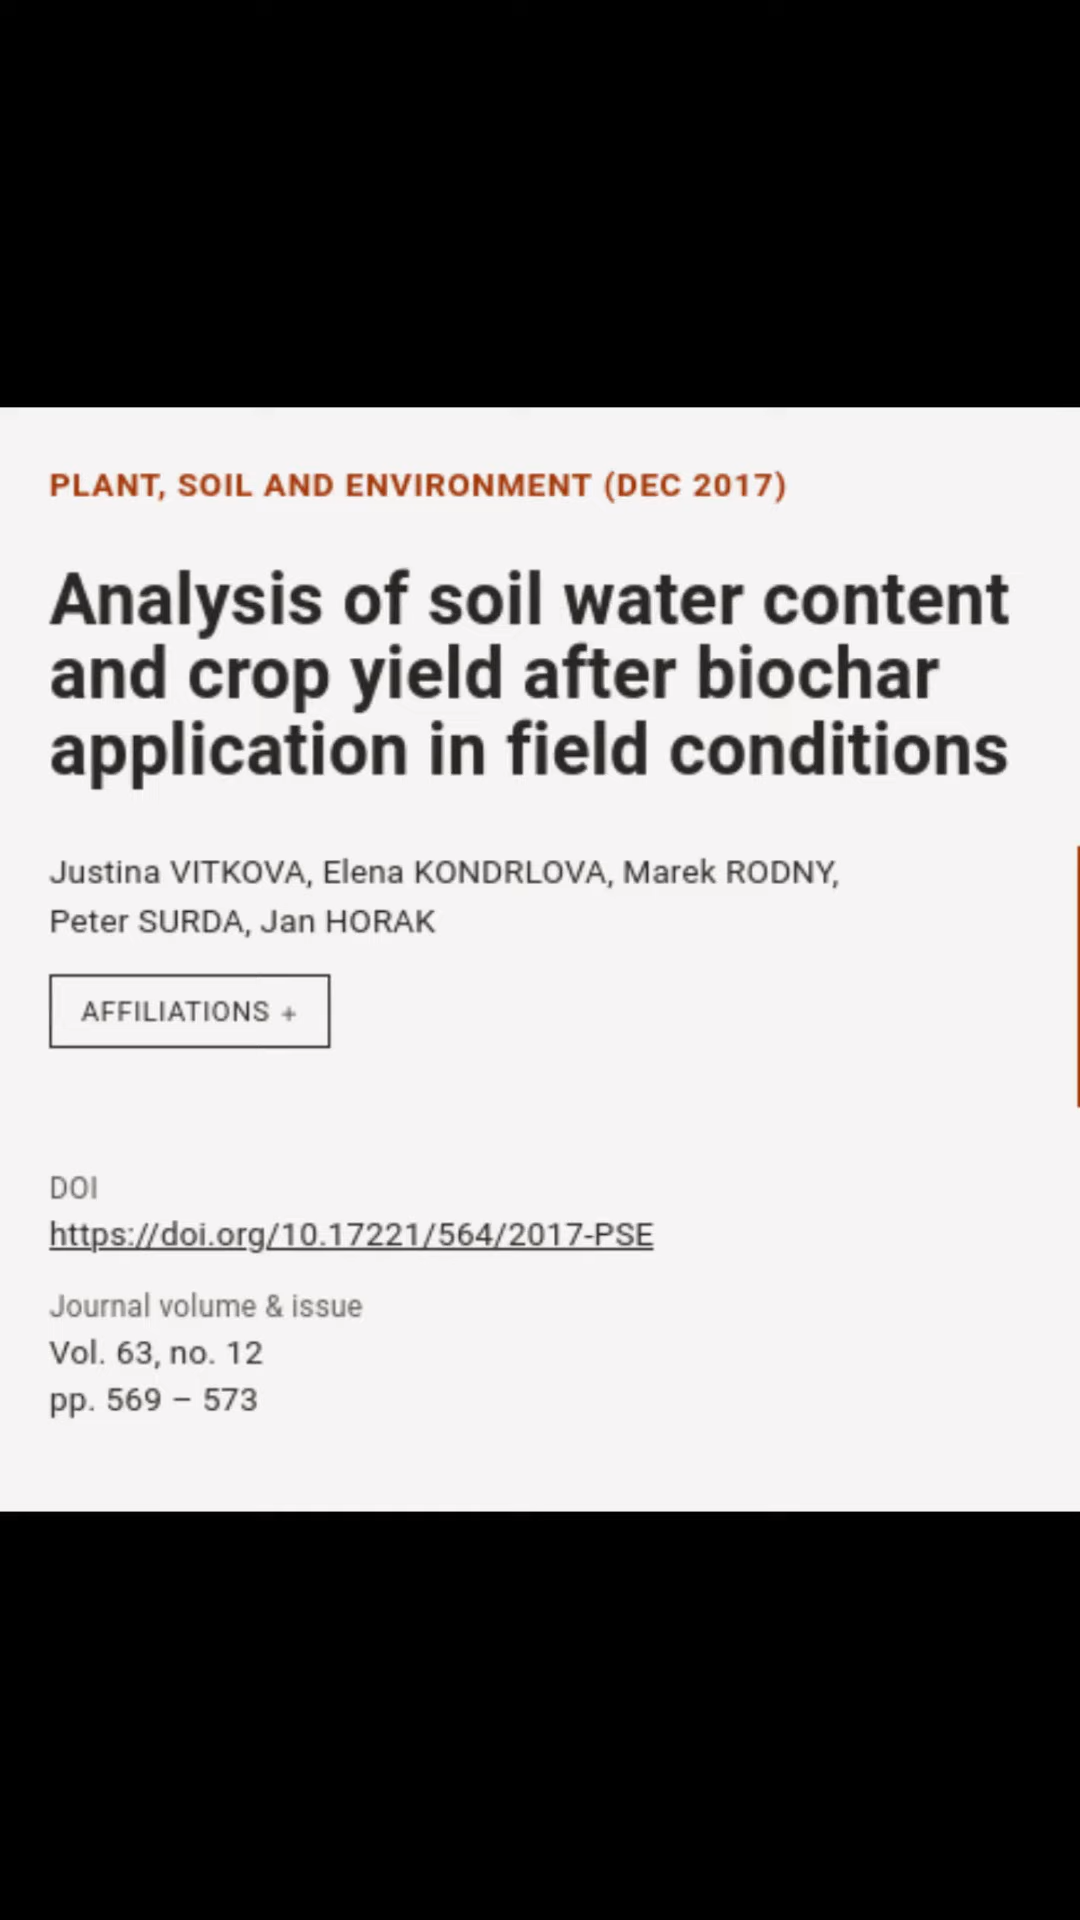 PLANT, SOIL AND ENVIRONMENT (DEC 2017)
Analysis of soil water content
and crop yield after biochar
application in field conditions
Justina VITKOVA, Elena KONDRLOVA, Marek RODNY,
Peter SURDA, Jan HORAK
AFFILIATIONS +
DOI
https://doi.org/10.17221/564/2017-PSE
Journal volume & issue
Vol. 63, no. 12
pp. 569 – 573